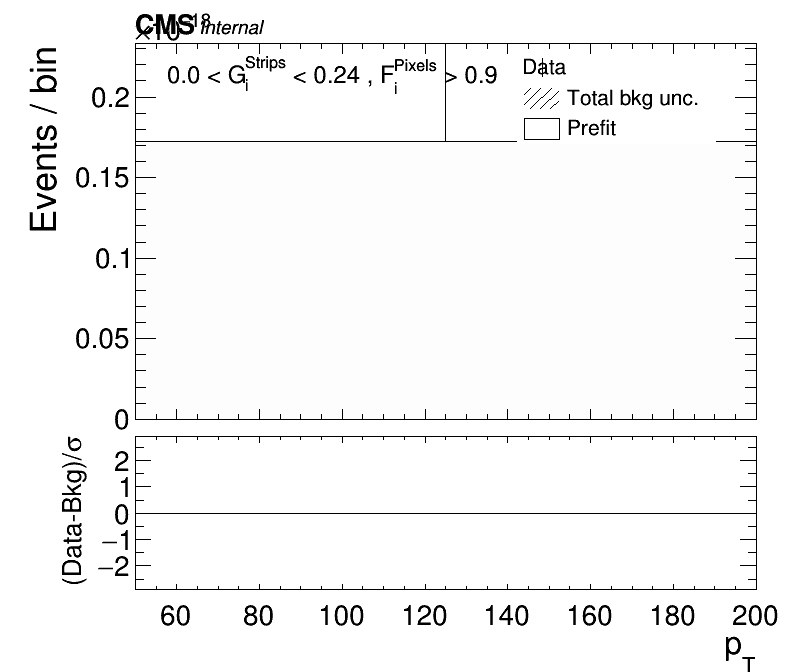 CMS Internal
×10^18
0.0 < G_i^Strips < 0.24 , F_i^Pixels > 0.9
Data
Total bkg unc.
Prefit
Events / bin
0.2
0.15
0.1
0.05
0
(Data-Bkg)/σ
2
1
0
−1
−2
60 80 100 120 140 160 180 200
p_T